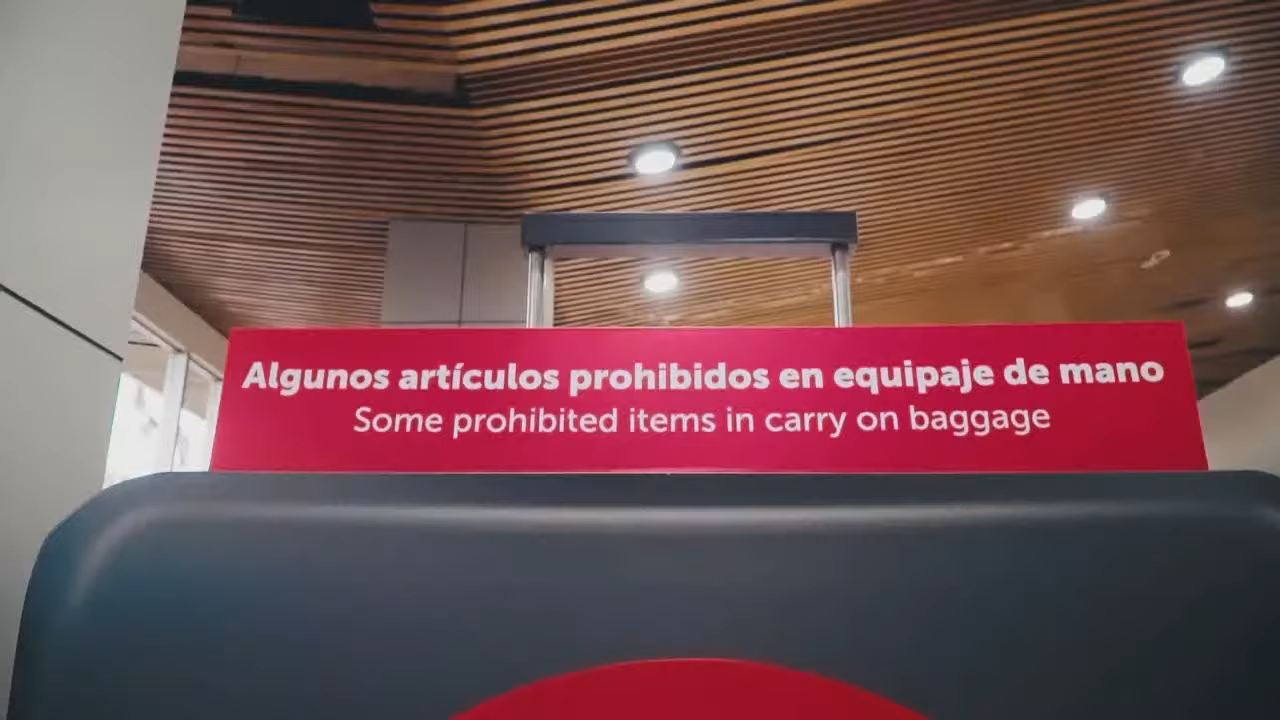 Algunos artículos prohibidos en equipaje de mano
Some prohibited items in carry on baggage